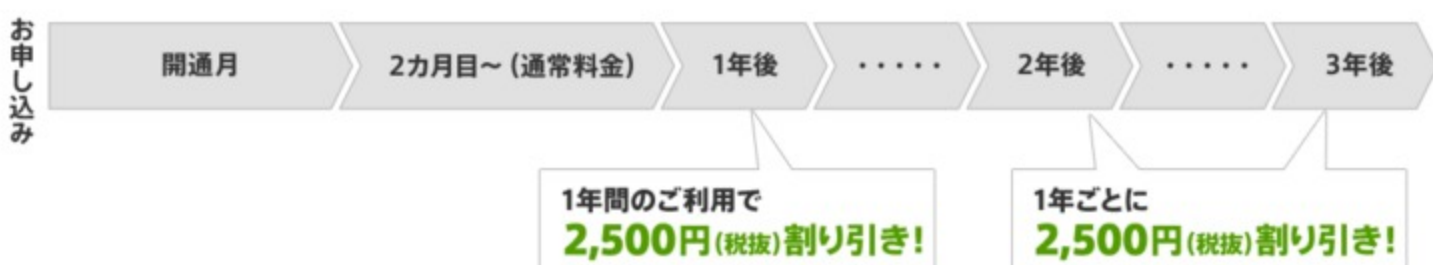 お申し込み
開通月
2カ月目～(通常料金)
1年後
・・・・・
2年後
・・・・・
3年後
1年間のご利用で
2,500円(税抜)割り引き!
1年ごとに
2,500円(税抜)割り引き!